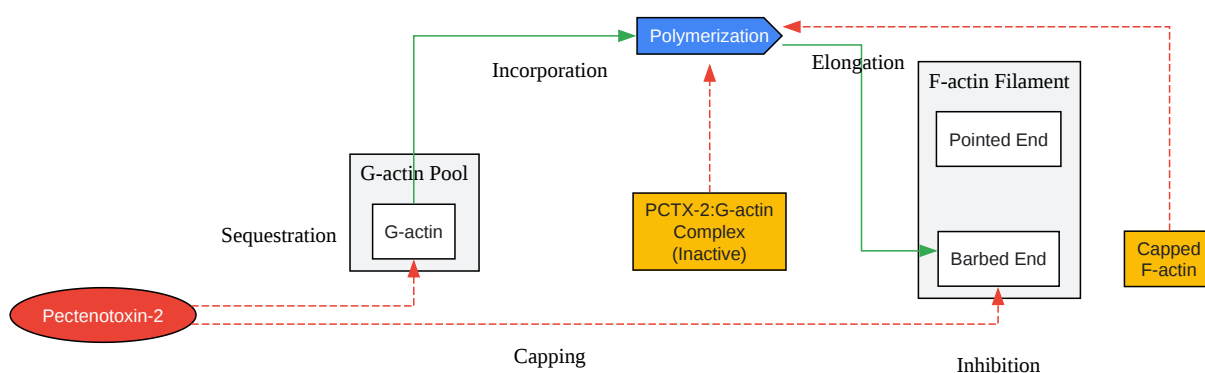 Polymerization
Incorporation
Elongation
F-actin Filament
Pointed End
G-actin Pool
G-actin
Sequestration
PCTX-2:G-actin
Complex
(Inactive)
Barbed End
Capped
F-actin
Pectenotoxin-2
Capping
Inhibition